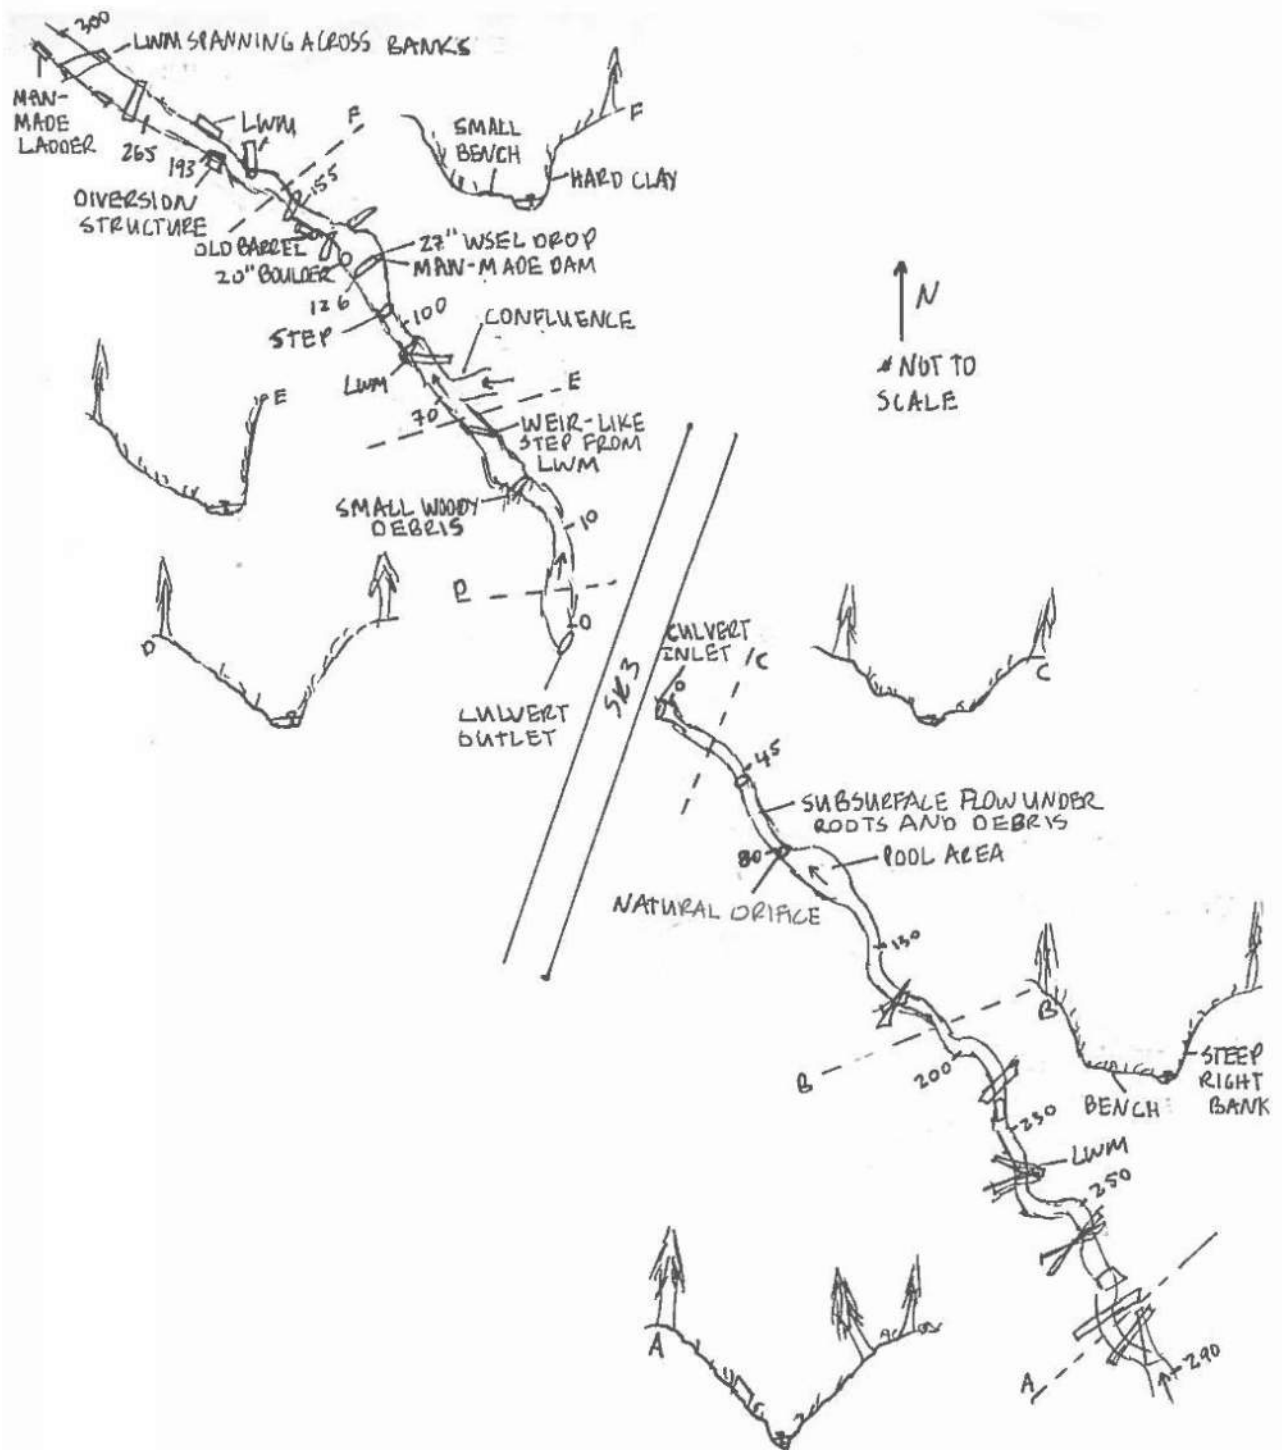 300
LWM SPANNING ACROSS BANKS
MAN-
MADE
LADDER
265
193
LWM
F
155
SMALL
BENCH
F
HARD CLAY
DIVERSION
STRUCTURE
OLD BARREL
20" BOULDER
27" WSEL DROP
MAN-MADE DAM
126
STEP
100
CONFLUENCE
LWM
E
70
WEIR-LIKE
STEP FROM
LWM
E
N
* NOT TO
SCALE
SMALL WOODY
DEBRIS
10
D
0
D
CULVERT
OUTLET
CULVERT
INLET
C
0
C
45
SUBSURFACE FLOW UNDER
ROOTS AND DEBRIS
80
POOL AREA
NATURAL ORIFICE
130
B
B
200
STEEP
RIGHT
BANK
BENCH
230
LWM
250
A
A
290